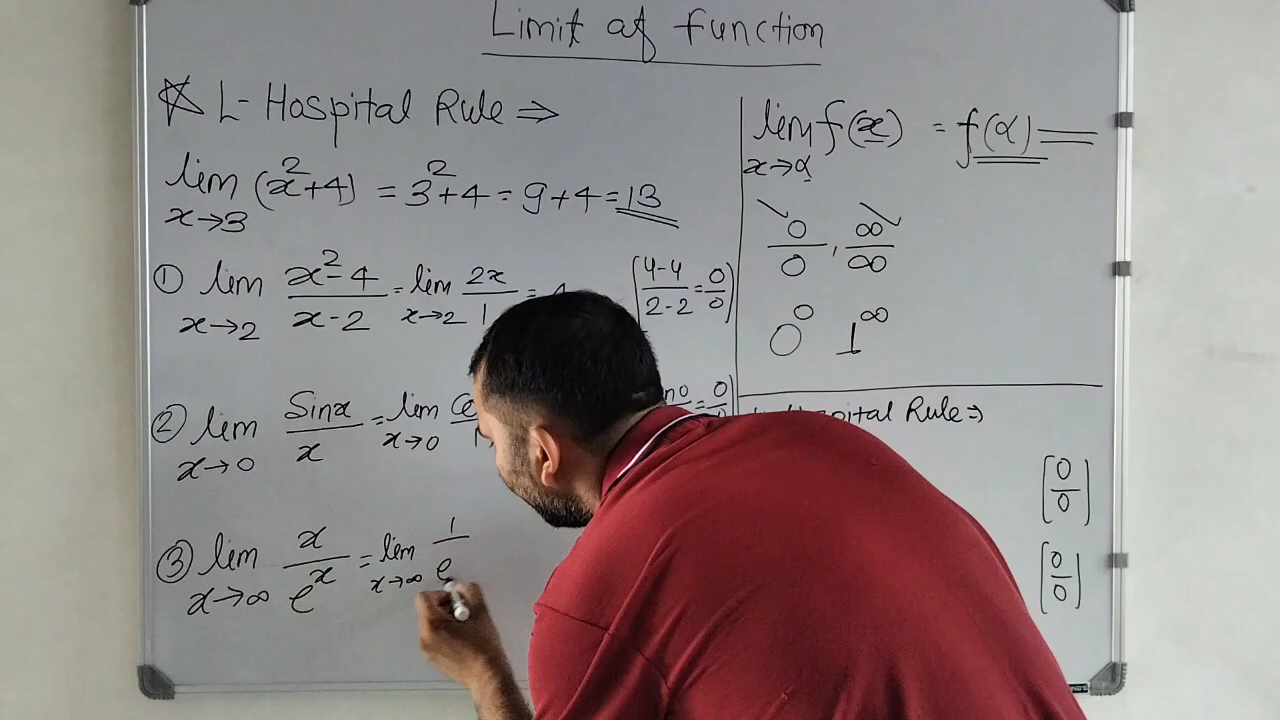 Limit of function
L-Hospital Rule ⇒
lim x→3 (x²+4) = 3²+4 = 9+4 = 13
① lim x→2 (x²-4)/(x-2) = lim x→2 2x/1 = [(4-4)/(2-2) = 0/0]
② lim x→0 Sinx/x = lim x→0 = 0/
③ lim x→∞ x/e^x = lim x→∞ 1/e
lim x→α f(x) = f(α)
0/0 , ∞/∞
0⁰ 1^∞
Rule ⇒
[0/0]
[0/0]